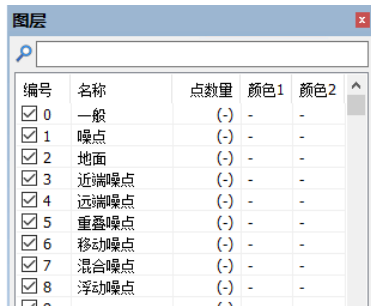 图层
编号 名称 点数量 颜色1 颜色2
0 一般 (-) - -
1 噪点 (-) - -
2 地面 (-) - -
3 近端噪点 (-) - -
4 远端噪点 (-) - -
5 重叠噪点 (-) - -
6 移动噪点 (-) - -
7 混合噪点 (-) - -
8 浮动噪点 (-) - -